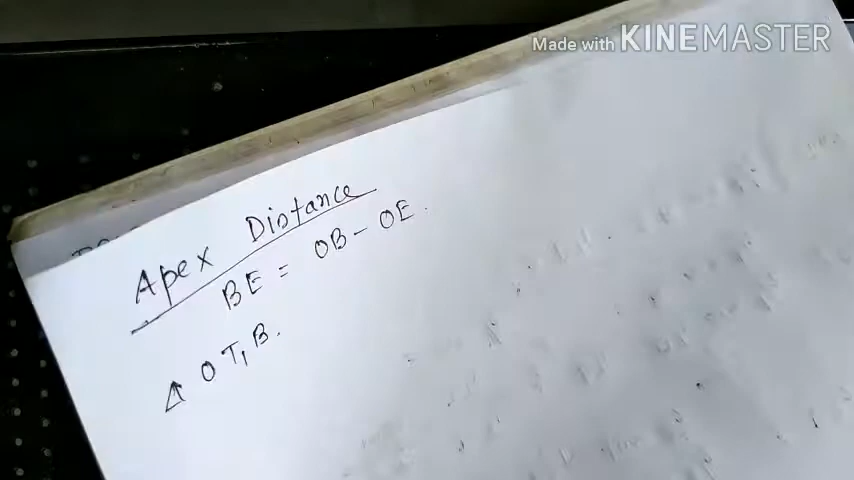 Made with KINEMASTER
Apex Distance
BE = OB - OE.
Δ OT₁B.